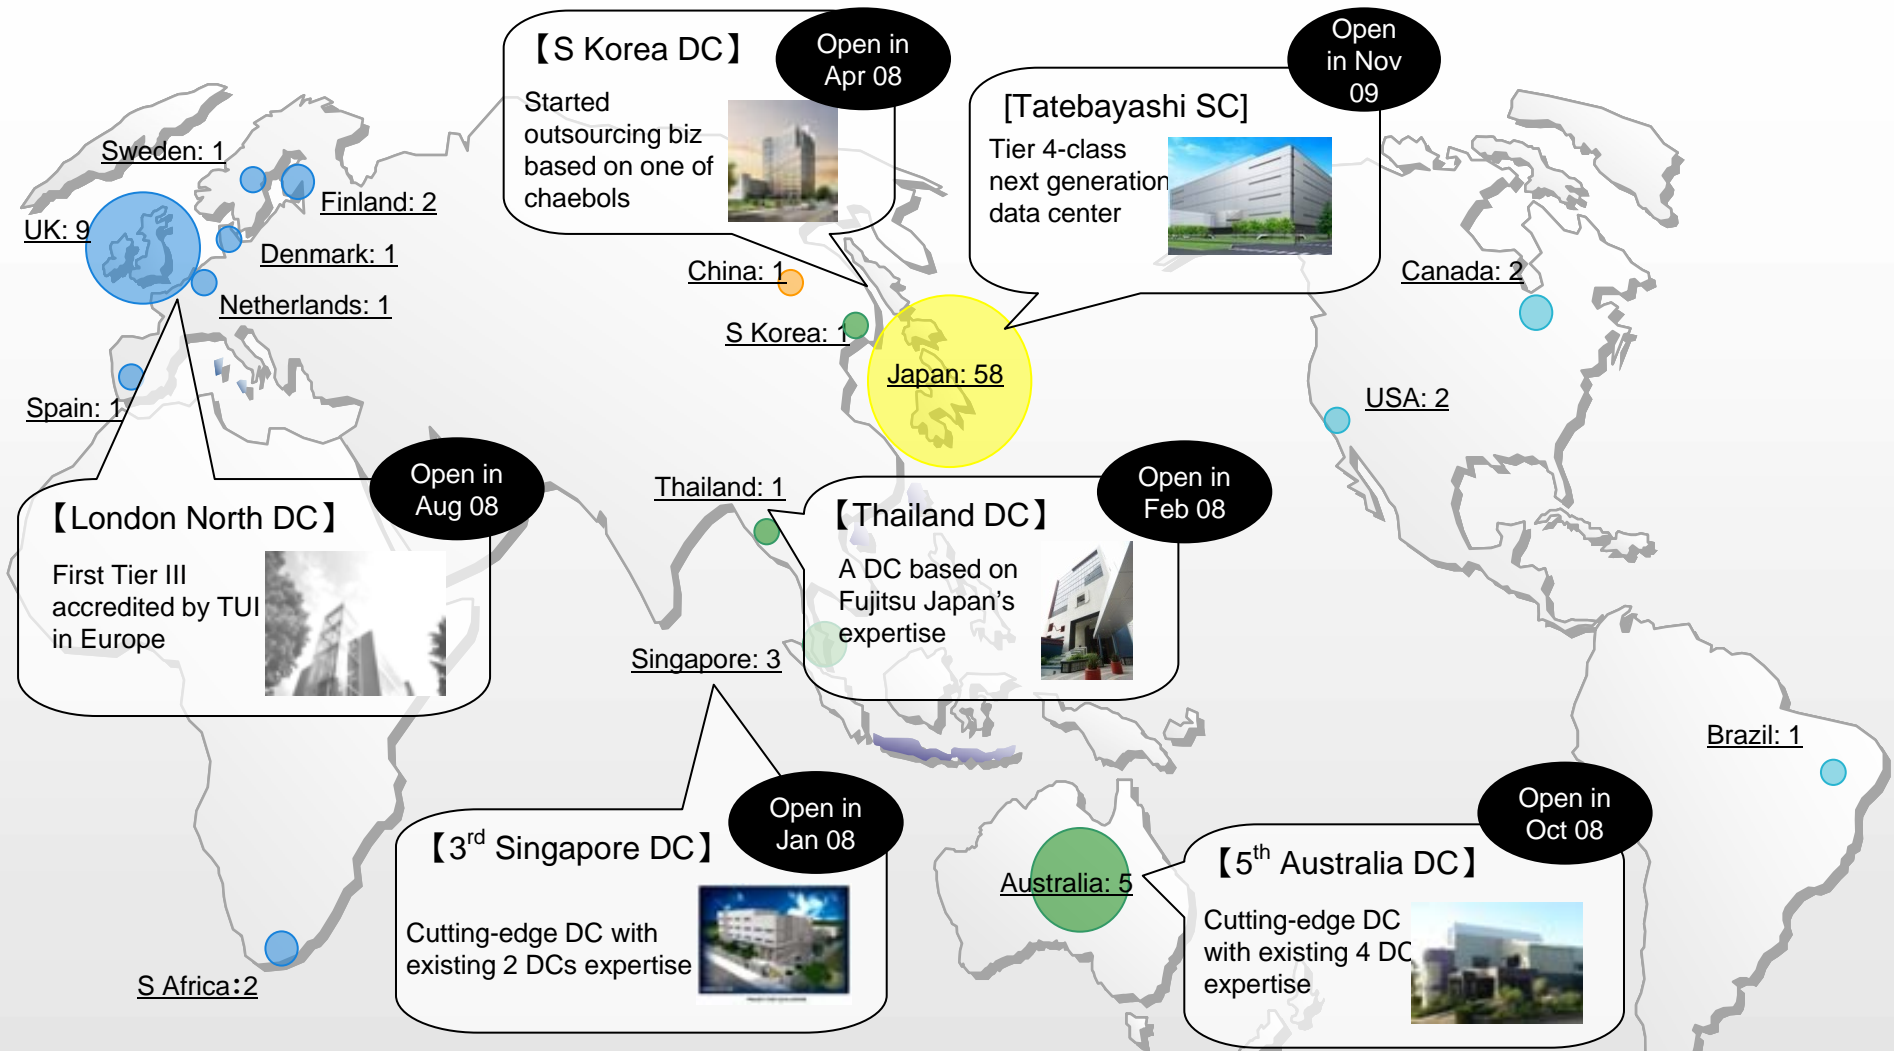 【S Korea DC】
Open in
Apr 08
Started
outsourcing biz
based on one of
chaebols
Open
in Nov
09
[Tatebayashi SC]
Tier 4-class
next generation
data center
Sweden: 1
Finland: 2
UK: 9
Denmark: 1
Netherlands: 1
Spain: 1
China: 1
S Korea: 1
Japan: 58
Canada: 2
USA: 2
Open in
Aug 08
【London North DC】
First Tier III
accredited by TUI
in Europe
Thailand: 1
Open in
Feb 08
【Thailand DC】
A DC based on
Fujitsu Japan’s
expertise
Singapore: 3
Brazil: 1
Open in
Jan 08
【3rd Singapore DC】
Cutting-edge DC with
existing 2 DCs expertise
Australia: 5
Open in
Oct 08
【5th Australia DC】
Cutting-edge DC
with existing 4 DC
expertise
S Africa:2